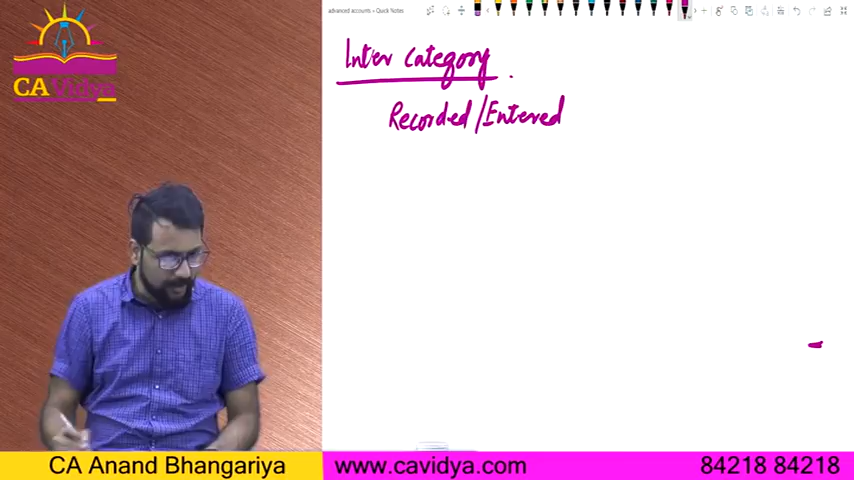 advanced accounts » Quick Notes
CA Vidya
Inter Category
Recorded/Entered
CA Anand Bhangariya
www.cavidya.com
84218 84218